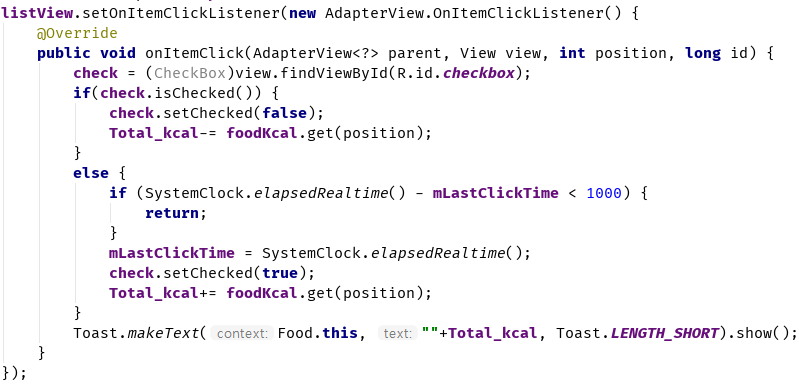 listView.setOnItemClickListener(new AdapterView.OnItemClickListener() {
    @Override
    public void onItemClick(AdapterView<?> parent, View view, int position, long id) {
        check = (CheckBox)view.findViewById(R.id.checkbox);
        if(check.isChecked()) {
            check.setChecked(false);
            Total_kcal-= foodKcal.get(position);
        }
        else {
            if (SystemClock.elapsedRealtime() - mLastClickTime < 1000) {
                return;
            }
            mLastClickTime = SystemClock.elapsedRealtime();
            check.setChecked(true);
            Total_kcal+= foodKcal.get(position);
        }
        Toast.makeText( context: Food.this, text: ""+Total_kcal, Toast.LENGTH_SHORT).show();
    }
});